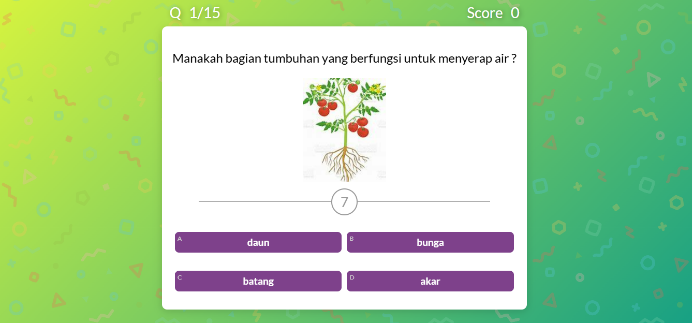 Q 1/15
Score 0
Manakah bagian tumbuhan yang berfungsi untuk menyerap air ?
7
A
daun
B
bunga
C
batang
D
akar